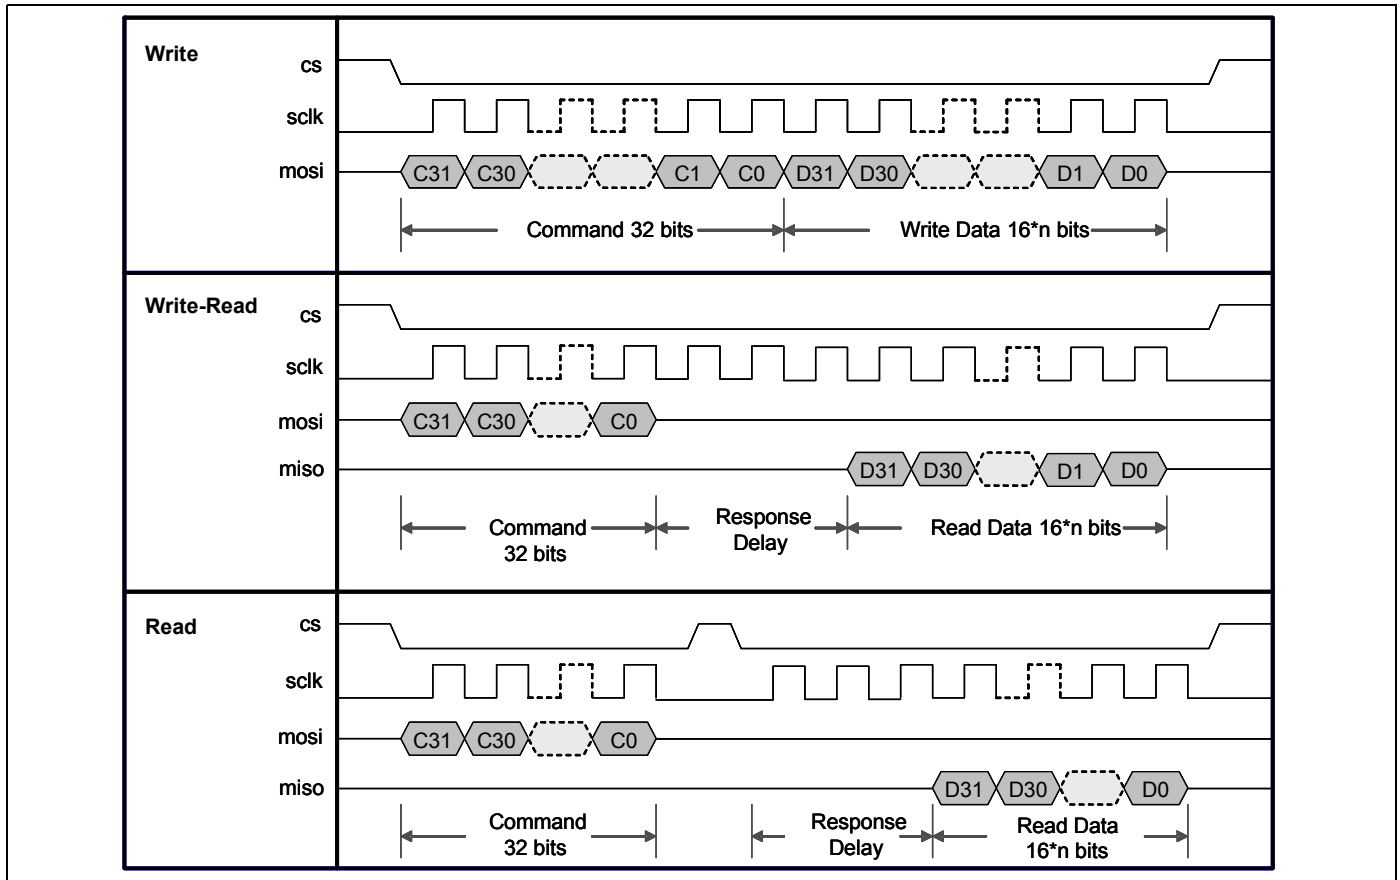 Write
cs
sclk
mosi
C31 C30 C1 C0 D31 D30 D1 D0
Command 32 bits
Write Data 16*n bits
Write-Read
cs
sclk
mosi
C31 C30 C0
miso
D31 D30 D1 D0
Command
32 bits
Response
Delay
Read Data 16*n bits
Read
cs
sclk
mosi
C31 C30 C0
miso
D31 D30 D0
Command
32 bits
Response
Delay
Read Data
16*n bits